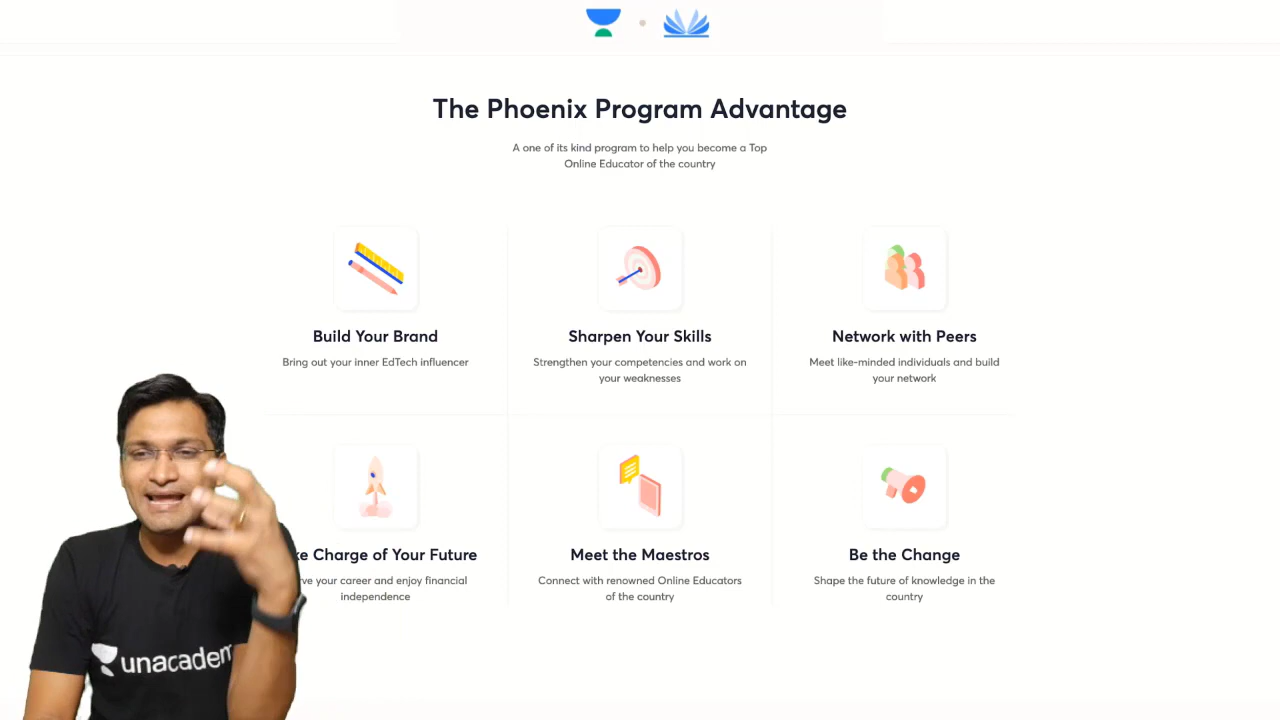 The Phoenix Program Advantage
A one of its kind program to help you become a Top
Online Educator of the country
Build Your Brand
Bring out your inner EdTech influencer
Sharpen Your Skills
Strengthen your competencies and work on
your weaknesses
Network with Peers
Meet like-minded individuals and build
your network
Charge of Your Future
your career and enjoy financial
independence
Meet the Maestros
Connect with renowned Online Educators
of the country
Be the Change
Shape the future of knowledge in the
country
unacadem